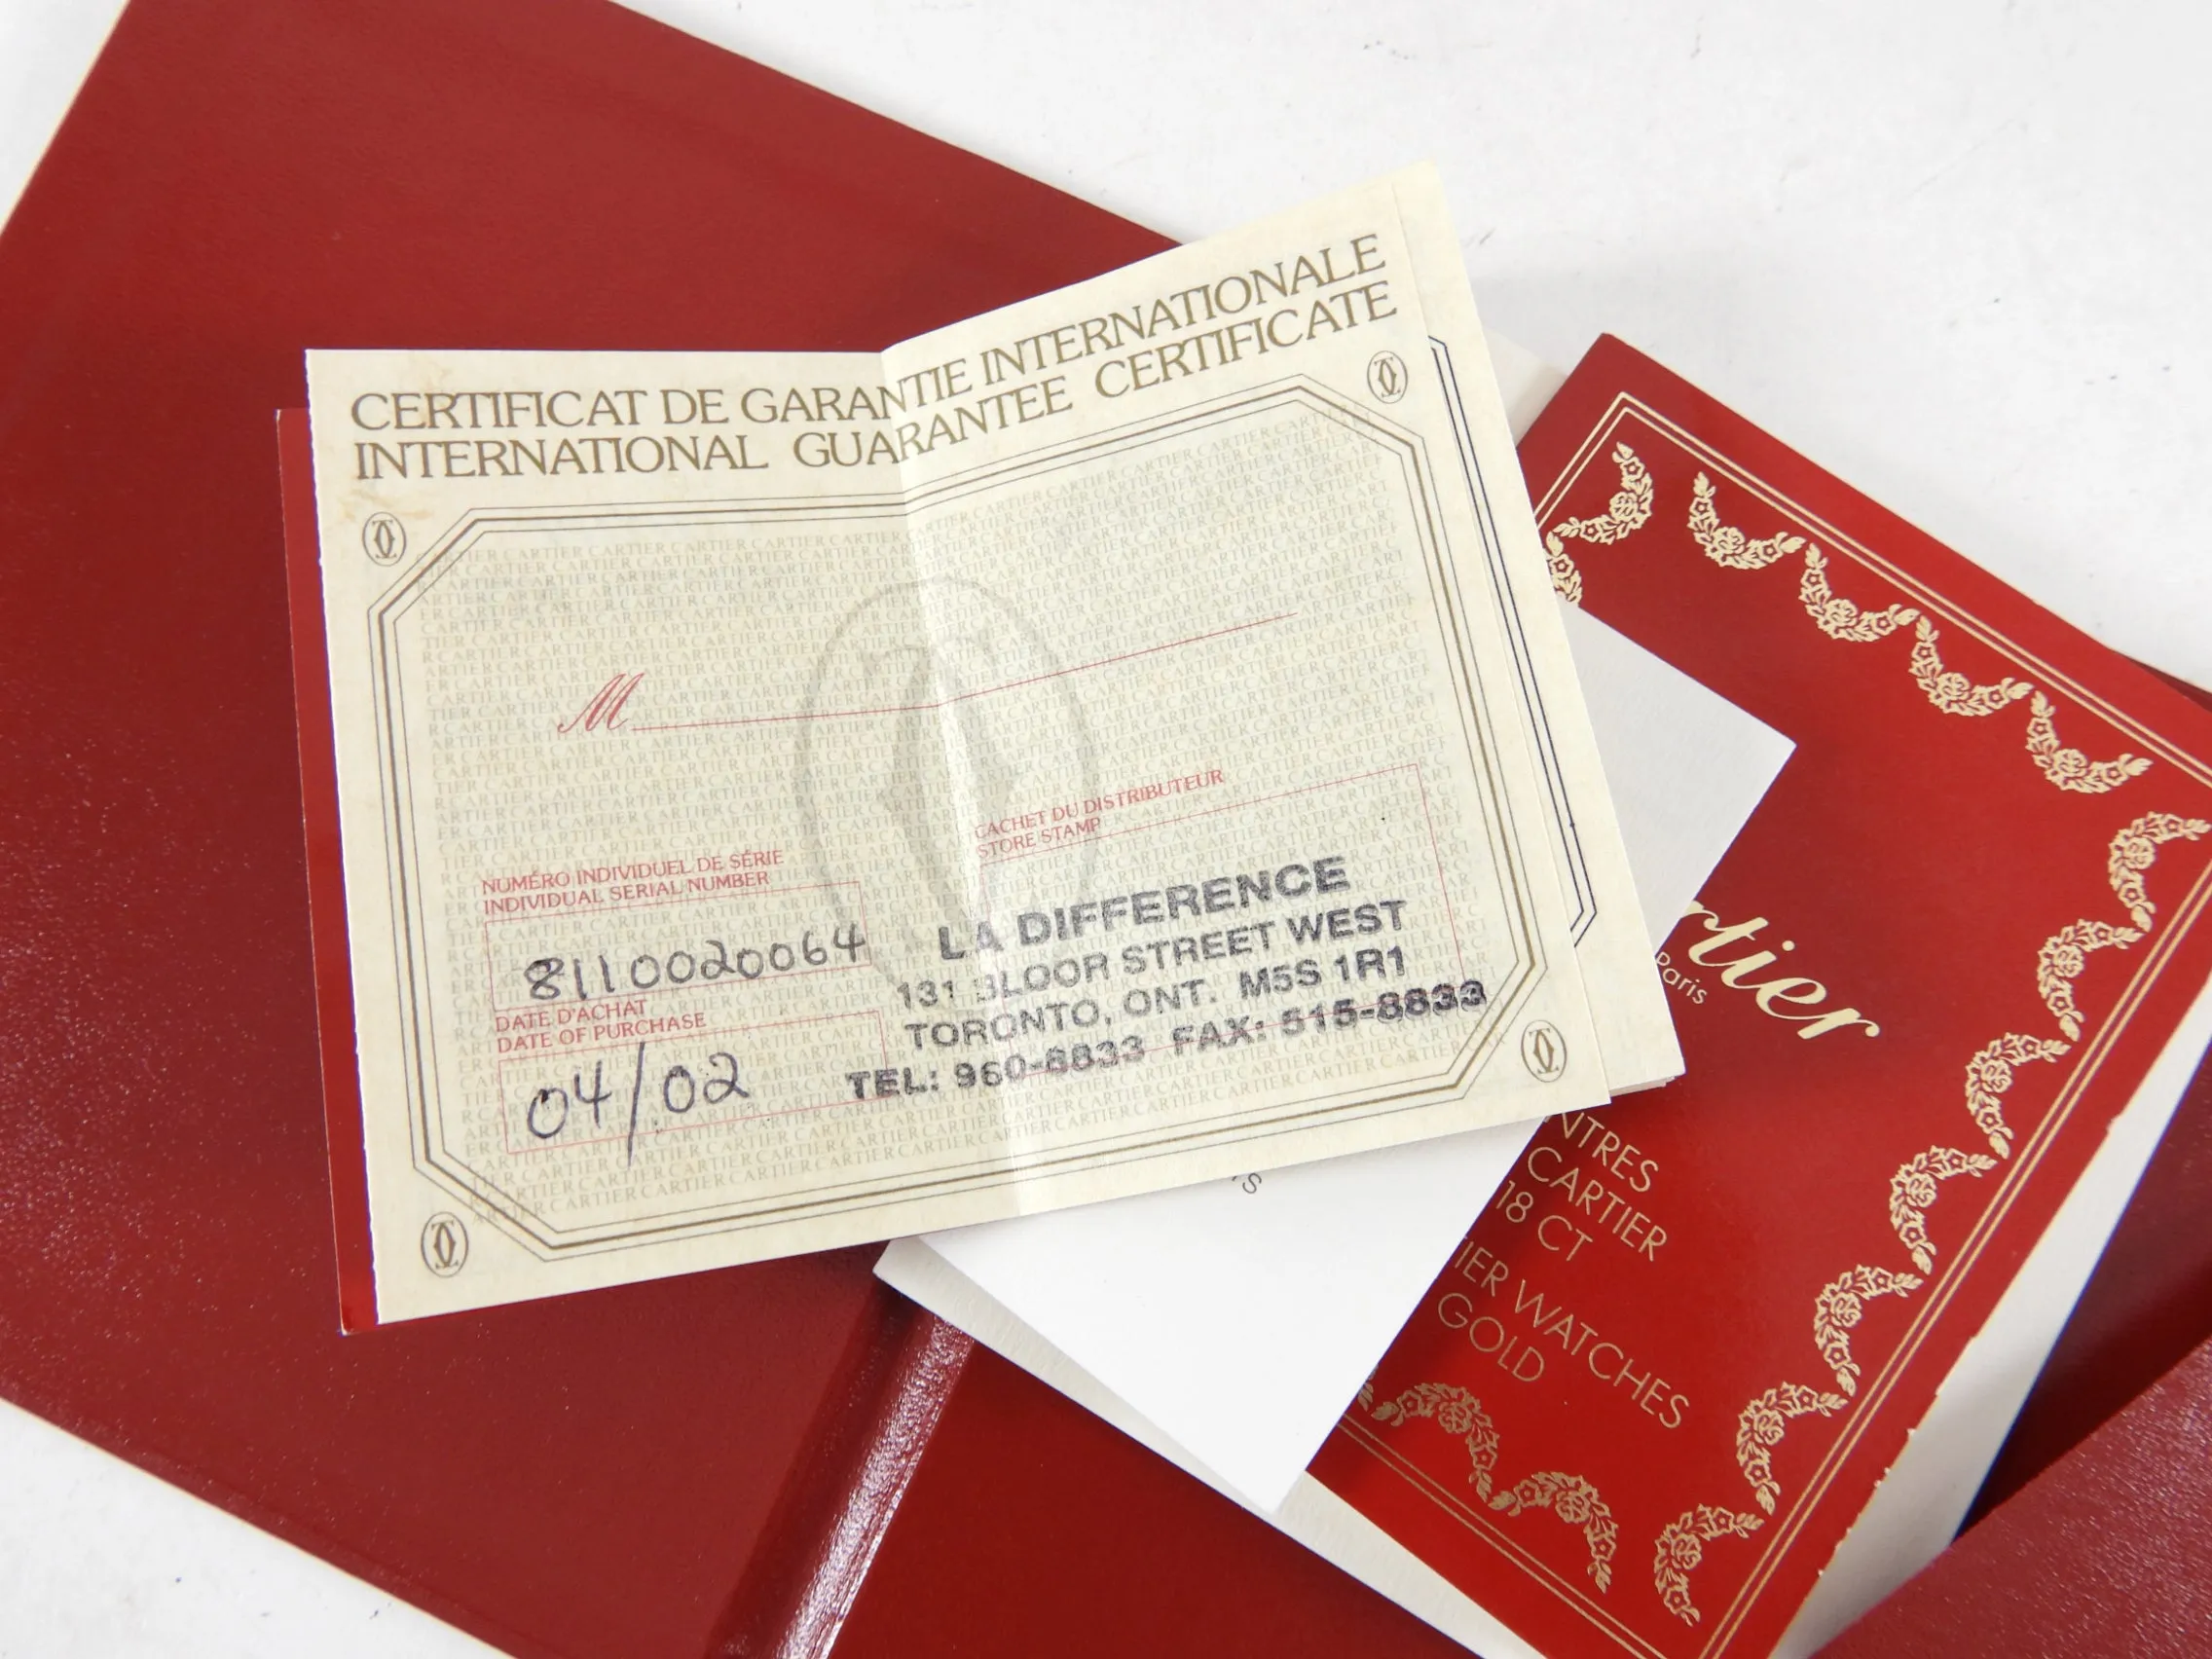 CERTIFICAT DE GARANTIE INTERNATIONALE
INTERNATIONAL GUARANTEE CERTIFICATE
M
NUMÉRO INDIVIDUEL DE SÉRIE
INDIVIDUAL SERIAL NUMBER
8110020064
DATE D'ACHAT
DATE OF PURCHASE
04/02
CACHET DU DISTRIBUTEUR
STORE STAMP
LA DIFFERENCE
131 BLOOR STREET WEST
TORONTO, ONT. M5S 1R1
TEL: 960-8833 FAX: 515-8833
rtier
Paris
NTRES
CARTIER
18 CT
IER WATCHES
GOLD